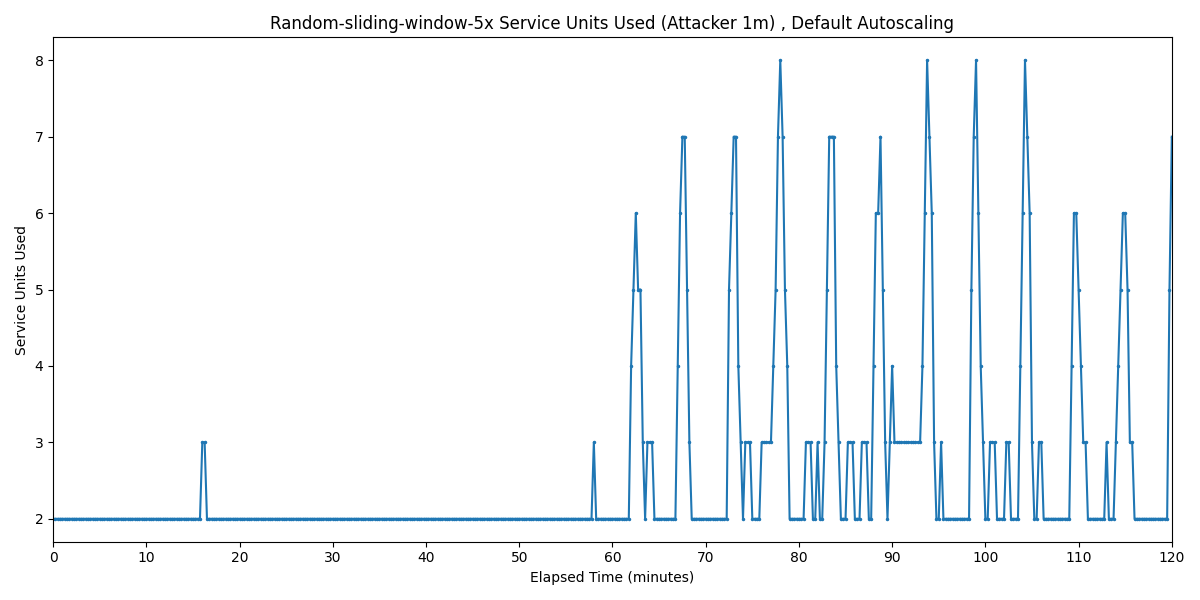 Random-sliding-window-5x Service Units Used (Attacker 1m) , Default Autoscaling
8
7
6
5
4
3
2
Service Units Used
0 10 20 30 40 50 60 70 80 90 100 110 120
Elapsed Time (minutes)